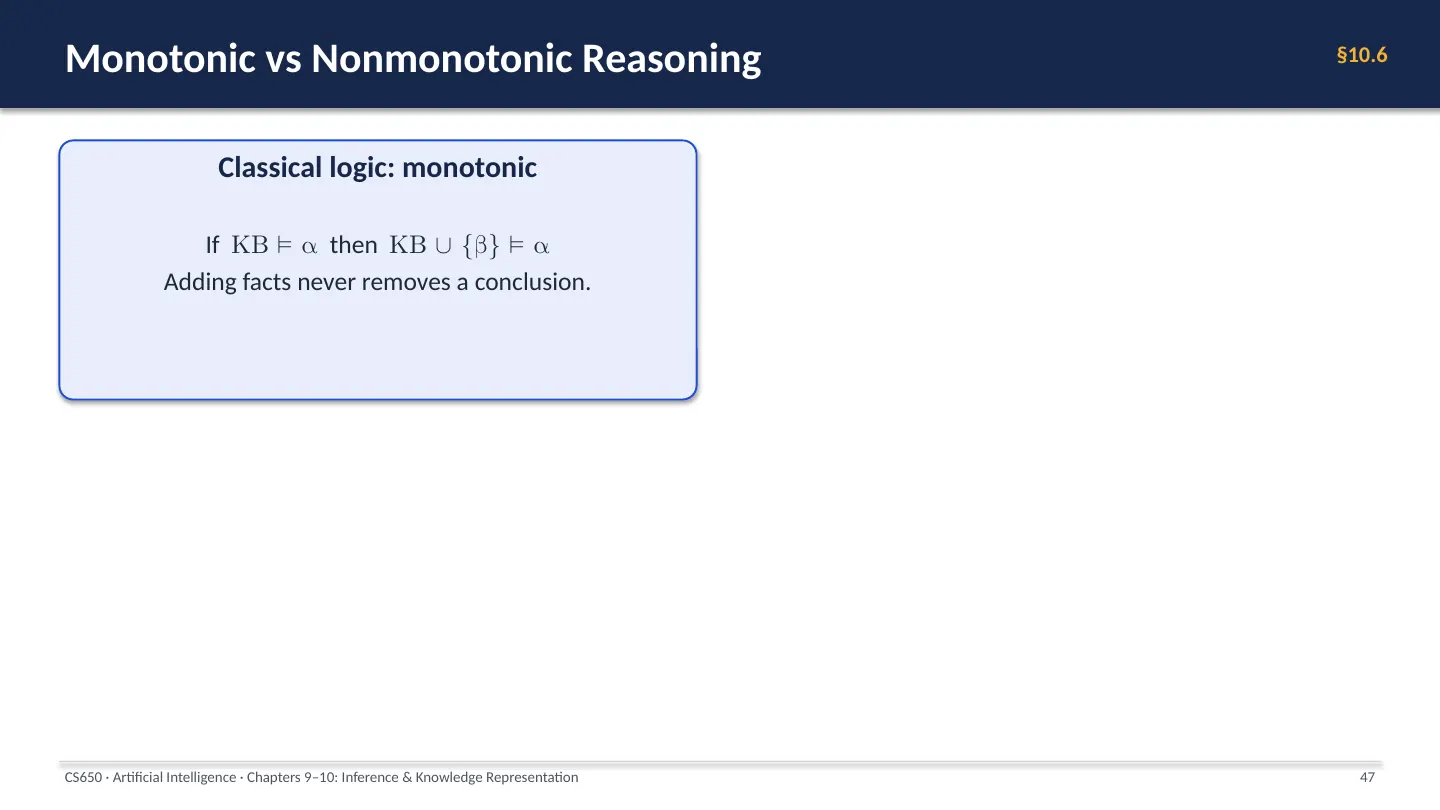 Monotonic vs Nonmonotonic Reasoning
§10.6
Classical logic: monotonic
If KB ⊨ α then KB ∪ {β} ⊨ α
Adding facts never removes a conclusion.
CS650 · Artificial Intelligence · Chapters 9–10: Inference & Knowledge Representation
47